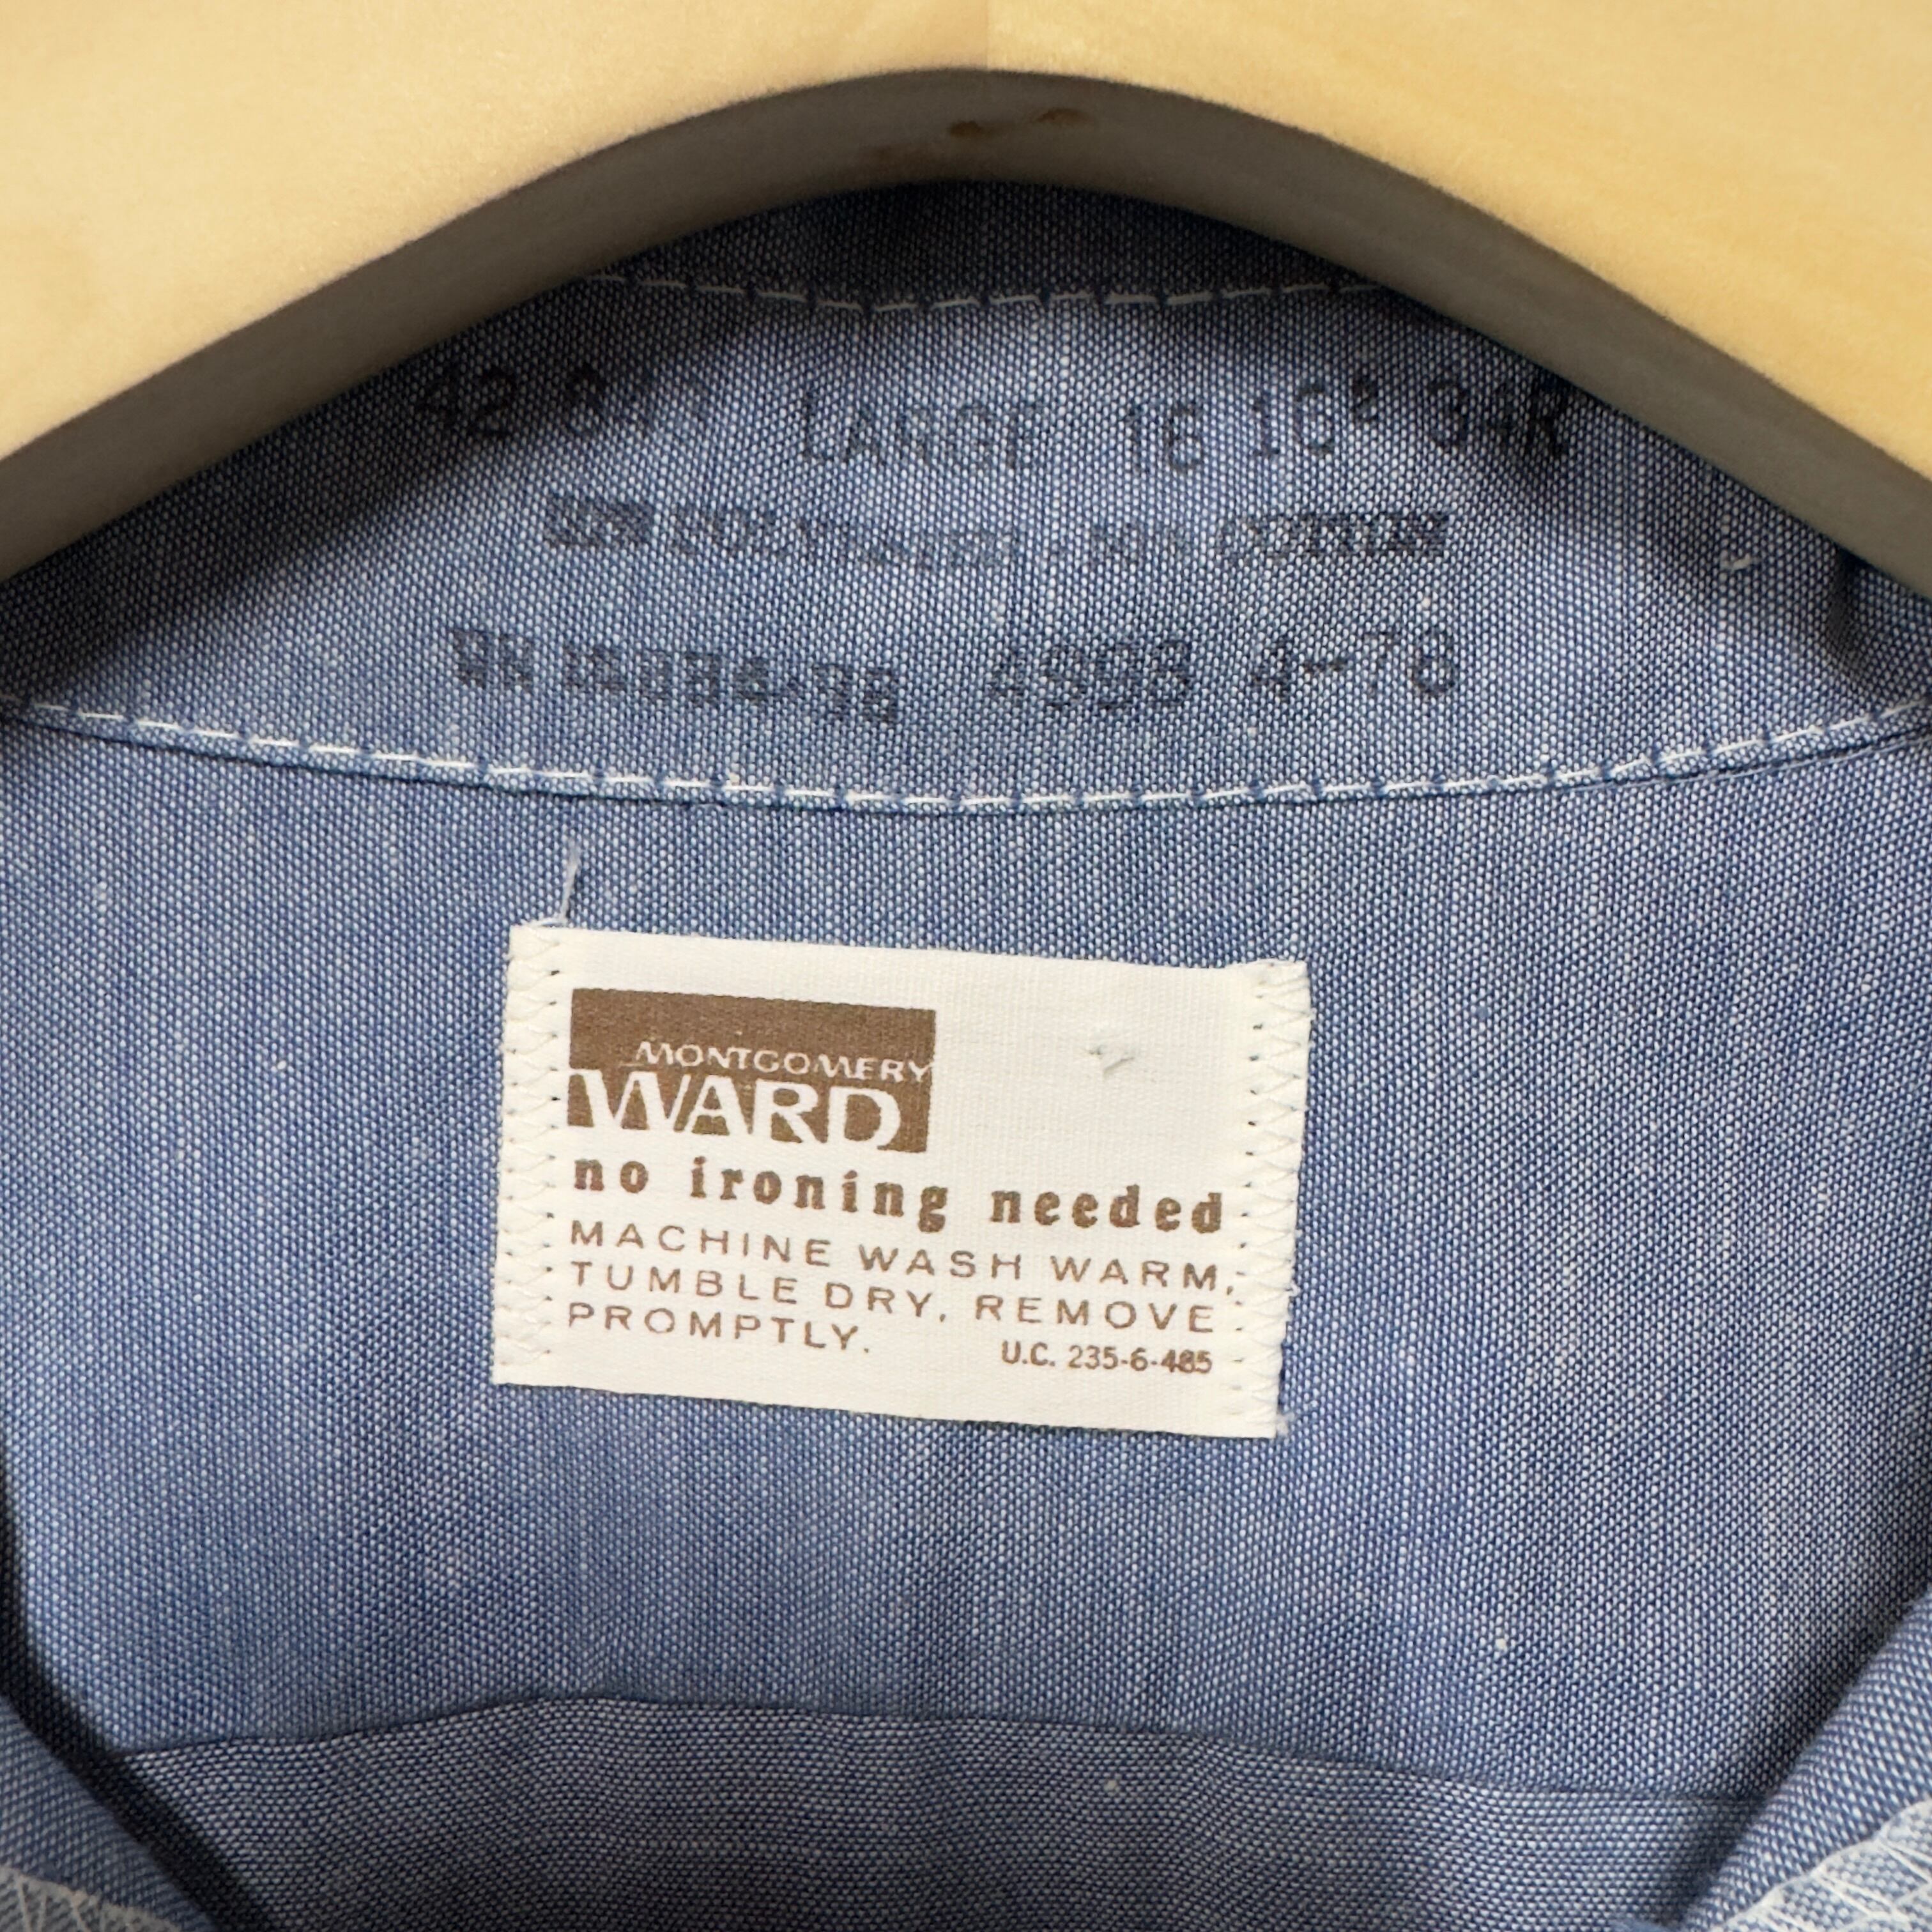 LARGE 16 16½ 34R
4998 4-78
MONTGOMERY
WARD
no ironing needed
MACHINE WASH WARM,
TUMBLE DRY, REMOVE
PROMPTLY.
U.C. 235-6-485